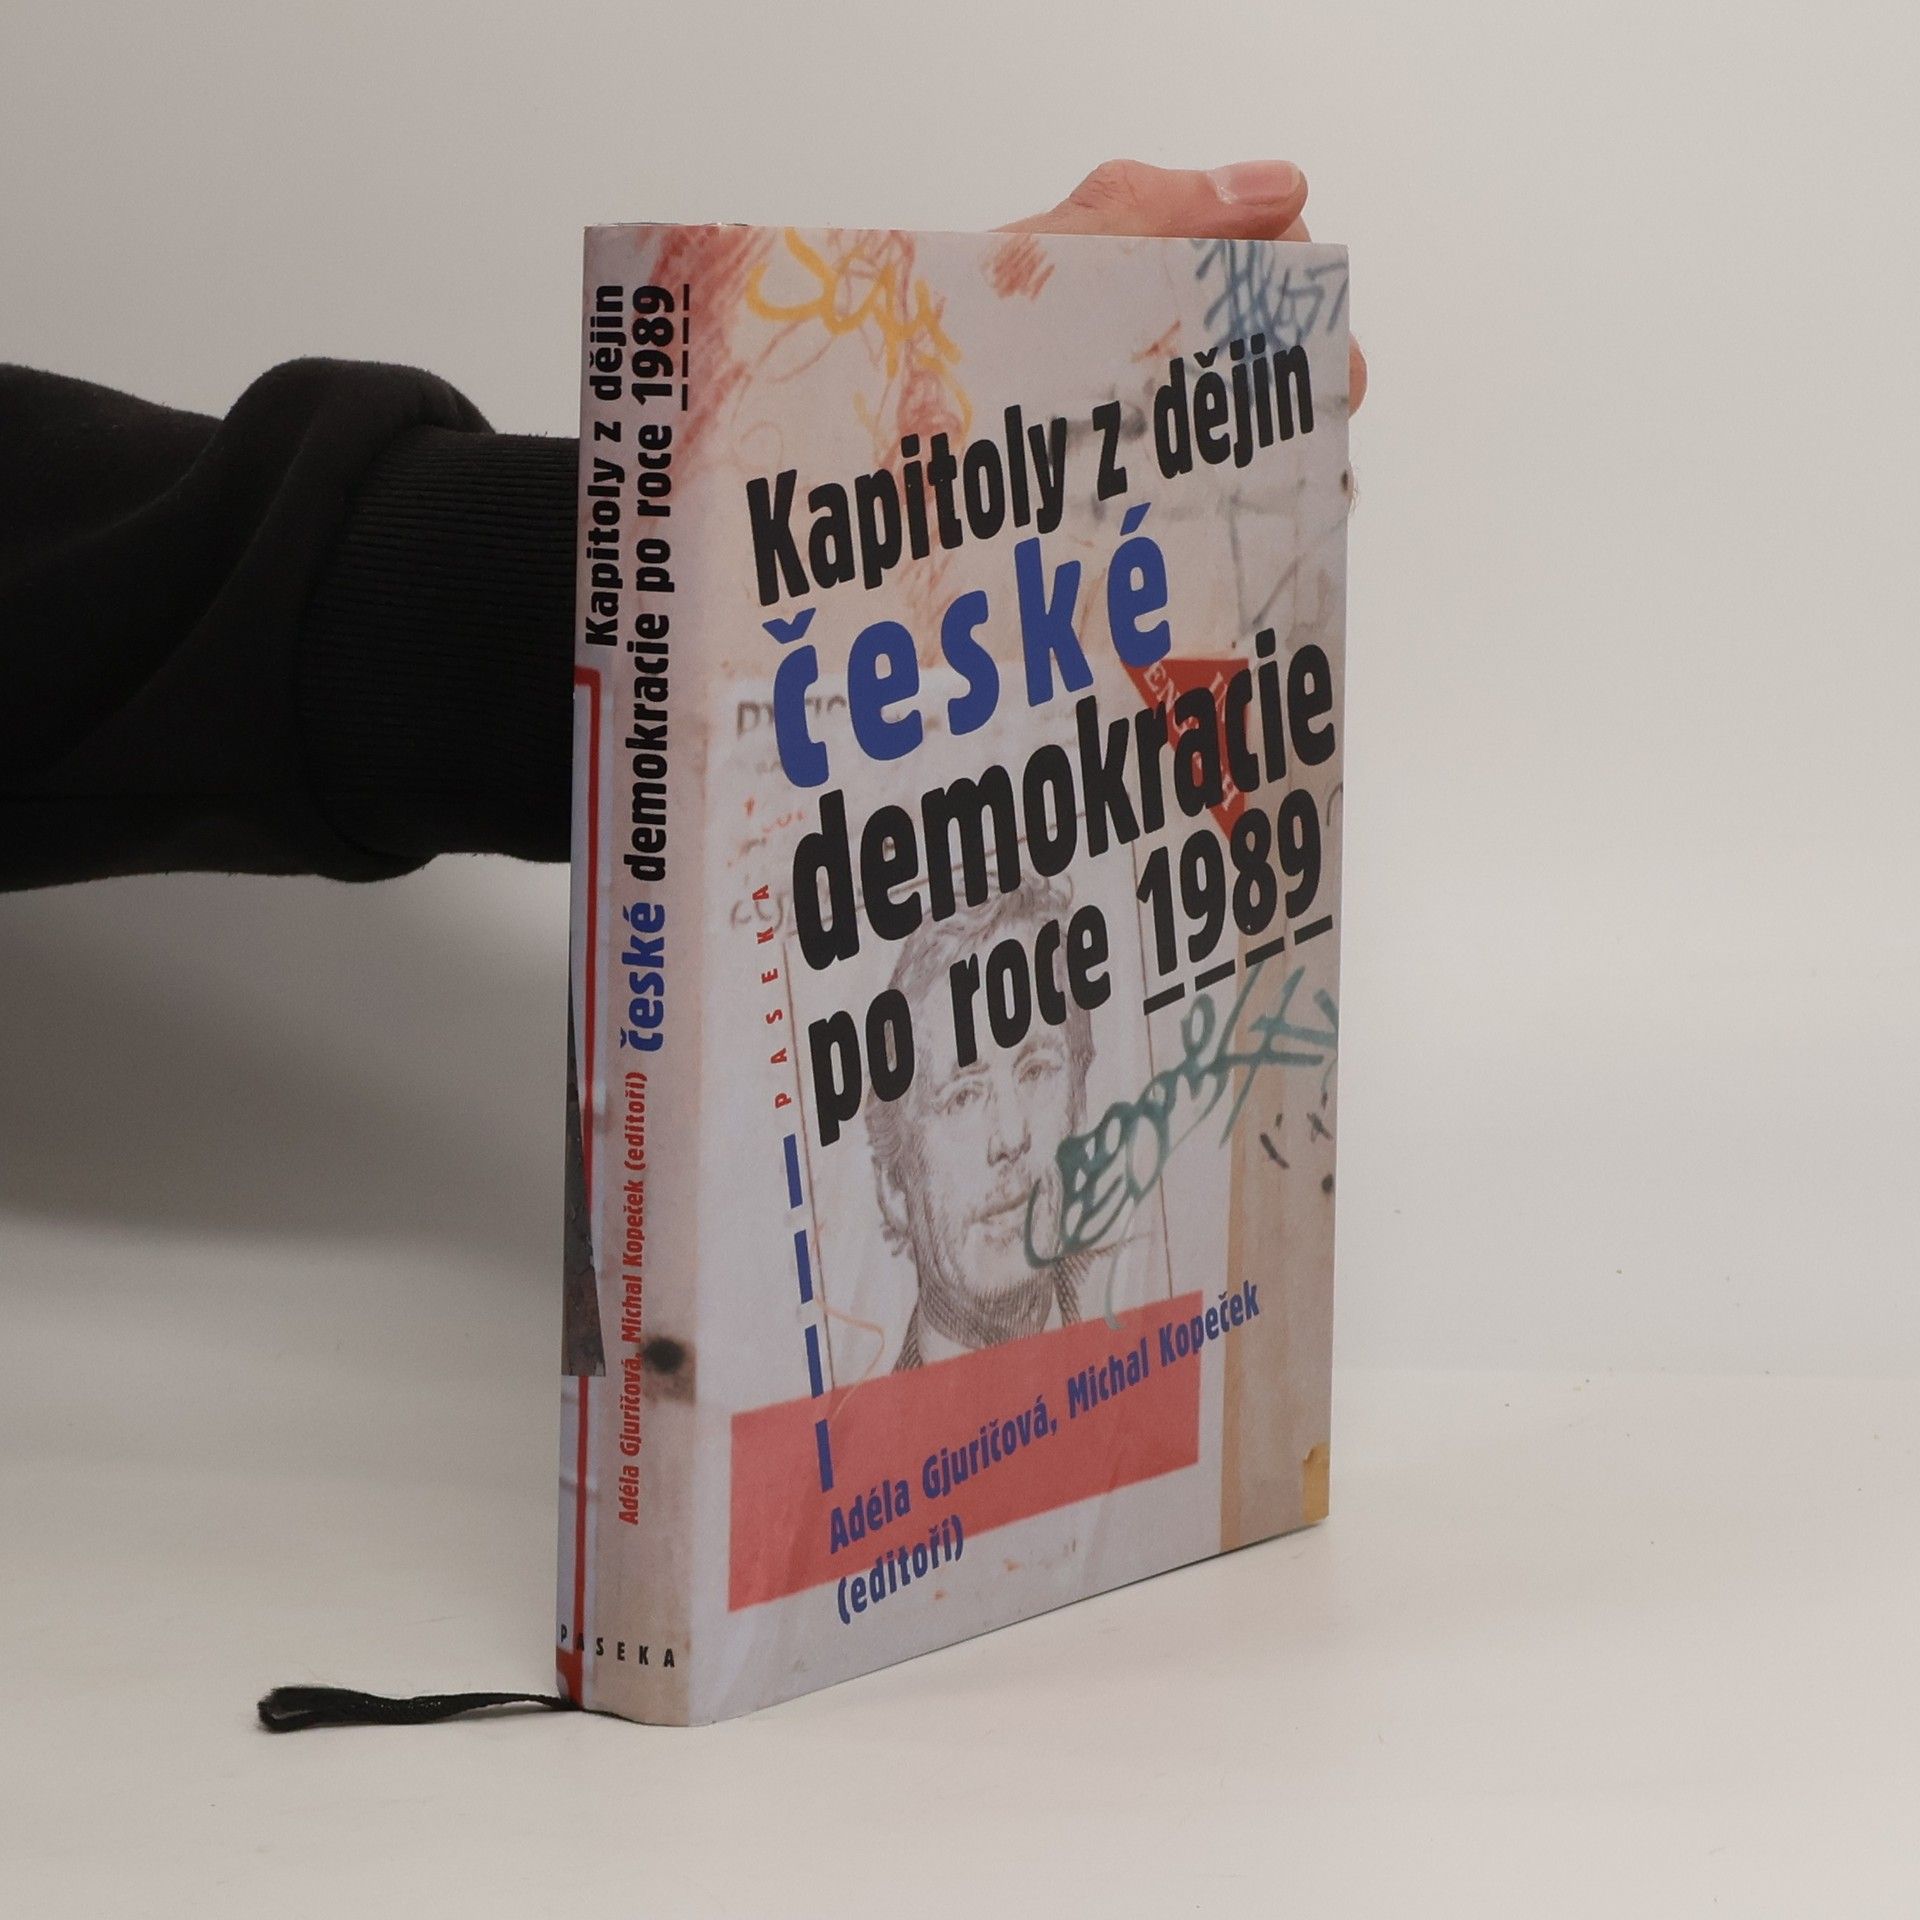 Kapitoly z dějin
české demokracie po roce 1989
Adéla Gjuričová, Michal Kopeček (editoři)
PASEKA
Kapitoly z dějin
české
demokracie
po roce 1989
PASEKA
Adéla Gjuričová, Michal Kopeček
(editoři)